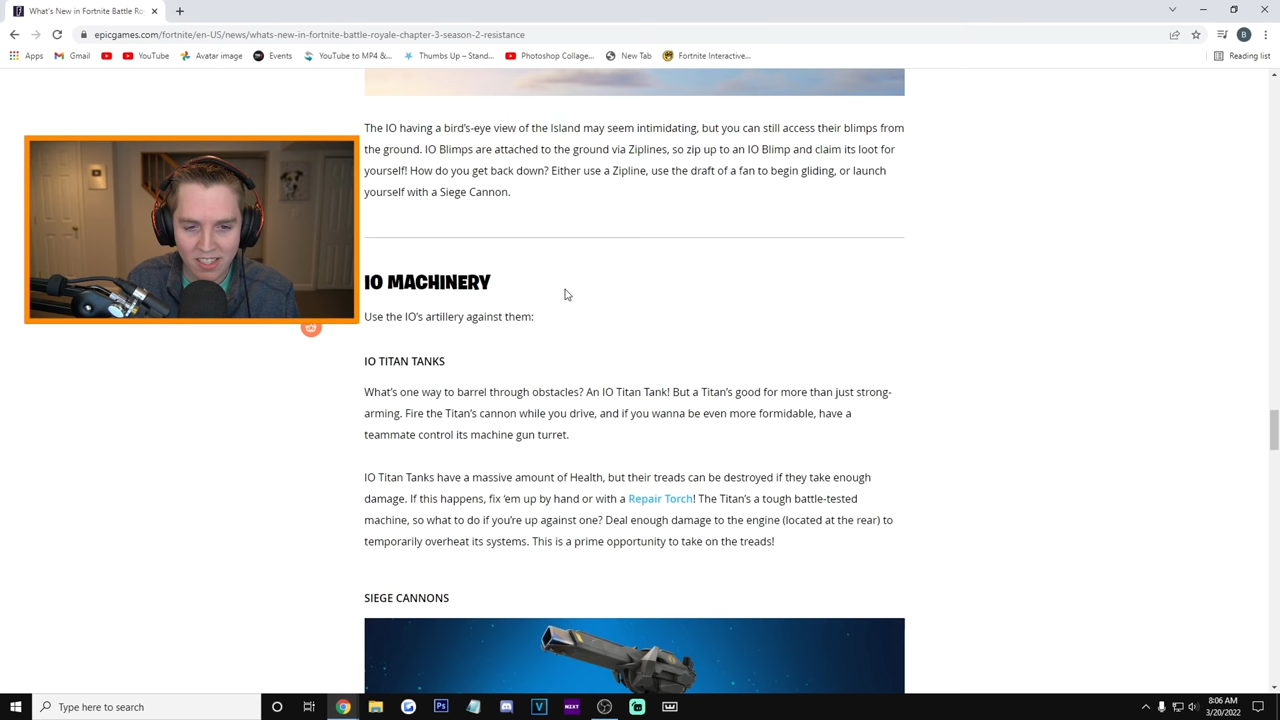 What's New in Fortnite Battle Ro
epicgames.com/fortnite/en-US/news/whats-new-in-fortnite-battle-royale-chapter-3-season-2-resistance
B
Apps
Gmail
YouTube
Avatar image
Events
YouTube to MP4 &...
Thumbs Up – Stand...
Photoshop Collage...
New Tab
Fortnite Interactive...
Reading list
The IO having a bird's-eye view of the Island may seem intimidating, but you can still access their blimps from
the ground. IO Blimps are attached to the ground via Ziplines, so zip up to an IO Blimp and claim its loot for
yourself! How do you get back down? Either use a Zipline, use the draft of a fan to begin gliding, or launch
yourself with a Siege Cannon.
IO MACHINERY
Use the IO's artillery against them:
IO TITAN TANKS
What's one way to barrel through obstacles? An IO Titan Tank! But a Titan's good for more than just strong-
arming. Fire the Titan's cannon while you drive, and if you wanna be even more formidable, have a
teammate control its machine gun turret.
IO Titan Tanks have a massive amount of Health, but their treads can be destroyed if they take enough
damage. If this happens, fix 'em up by hand or with a Repair Torch! The Titan's a tough battle-tested
machine, so what to do if you're up against one? Deal enough damage to the engine (located at the rear) to
temporarily overheat its systems. This is a prime opportunity to take on the treads!
SIEGE CANNONS
Type here to search
Ps
V
NEXT
8:06 AM
3/20/2022